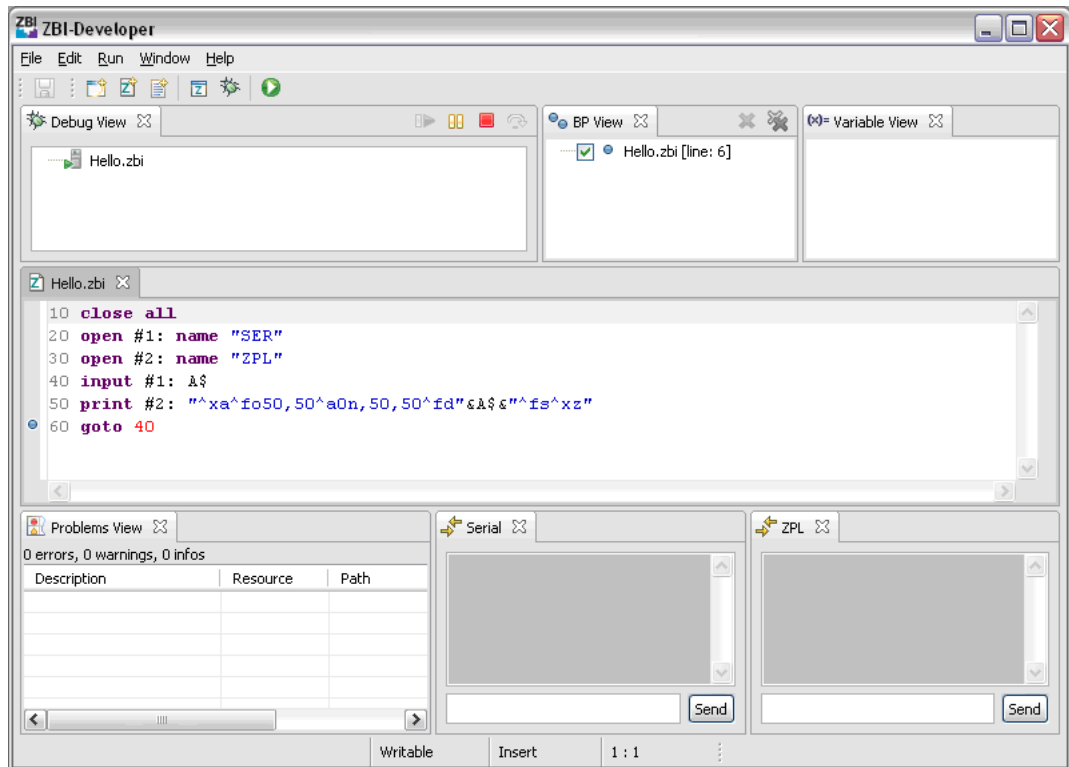 ZBI ZBI-Developer
File Edit Run Window Help
Debug View
BP View
(x)= Variable View
Hello.zbi
Hello.zbi [line: 6]
Hello.zbi
10 close all
20 open #1: name "SER"
30 open #2: name "ZPL"
40 input #1: A$
50 print #2: "^xa^fo50,50^a0n,50,50^fd"&A$&"^fs^xz"
60 goto 40
Problems View
Serial
ZPL
0 errors, 0 warnings, 0 infos
Description Resource Path
Send
Send
Writable Insert 1 : 1